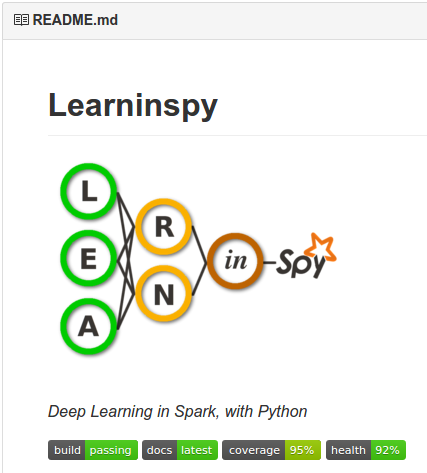 README.md
Learninspy
L
R
E
in
Spy
N
A
Deep Learning in Spark, with Python
build passing docs latest coverage 95% health 92%